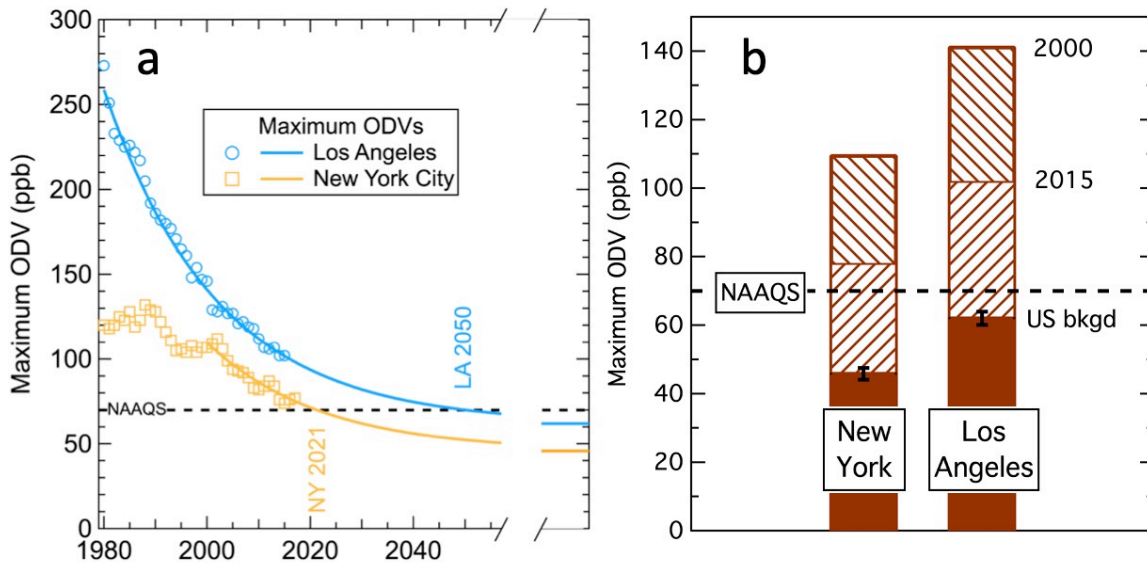 a
Maximum ODV (ppb)
300
250
200
150
100
50
0
1980
2000
2020
2040
Maximum ODVs
Los Angeles
New York City
NAAQS
NY 2021
LA 2050
b
Maximum ODV (ppb)
140
120
100
80
60
40
20
0
2000
2015
NAAQS
US bkgd
New
York
Los
Angeles